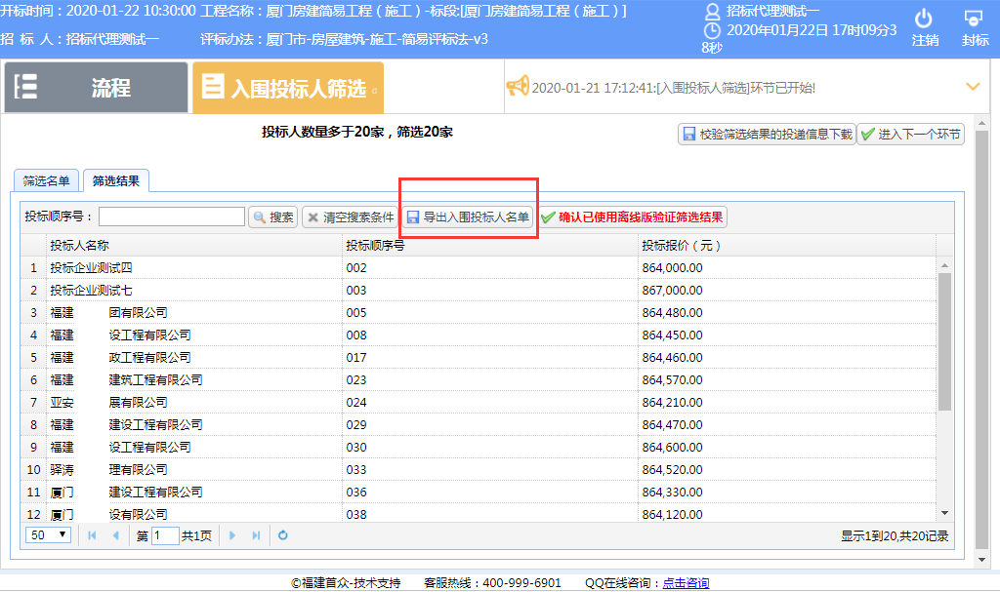 开标时间：2020-01-22 10:30:00 工程名称：厦门房建简易工程（施工）-标段:[厦门房建简易工程（施工）]
招标代理测试一
招 标 人：招标代理测试一 评标办法：厦门市-房屋建筑-施工-简易评标法-v3
2020年01月22日 17时09分38秒
注销
封标
流程
入围投标人筛选
2020-01-21 17:12:41:[入围投标人筛选]环节已开始!
投标人数量多于20家，筛选20家
校验筛选结果的投递信息下载
进入下一个环节
筛选名单
筛选结果
投标顺序号：
搜索
清空搜索条件
导出入围投标人名单
确认已使用离线版验证筛选结果
投标人名称 投标顺序号 投标报价（元）
1 投标企业测试四 002 864,000.00
2 投标企业测试七 003 867,000.00
3 福建 团有限公司 005 864,480.00
4 福建 设工程有限公司 008 864,450.00
5 福建 政工程有限公司 017 864,460.00
6 福建 建筑工程有限公司 023 864,570.00
7 亚安 展有限公司 024 864,210.00
8 福建 建设工程有限公司 029 864,470.00
9 福建 设工程有限公司 030 864,600.00
10 驿涛 理有限公司 033 864,520.00
11 厦门 建设工程有限公司 036 864,330.00
12 厦门 设有限公司 038 864,120.00
50 第 1 共1页 显示1到20,共20记录
©福建首众-技术支持 客服热线：400-999-6901 QQ在线咨询：点击咨询